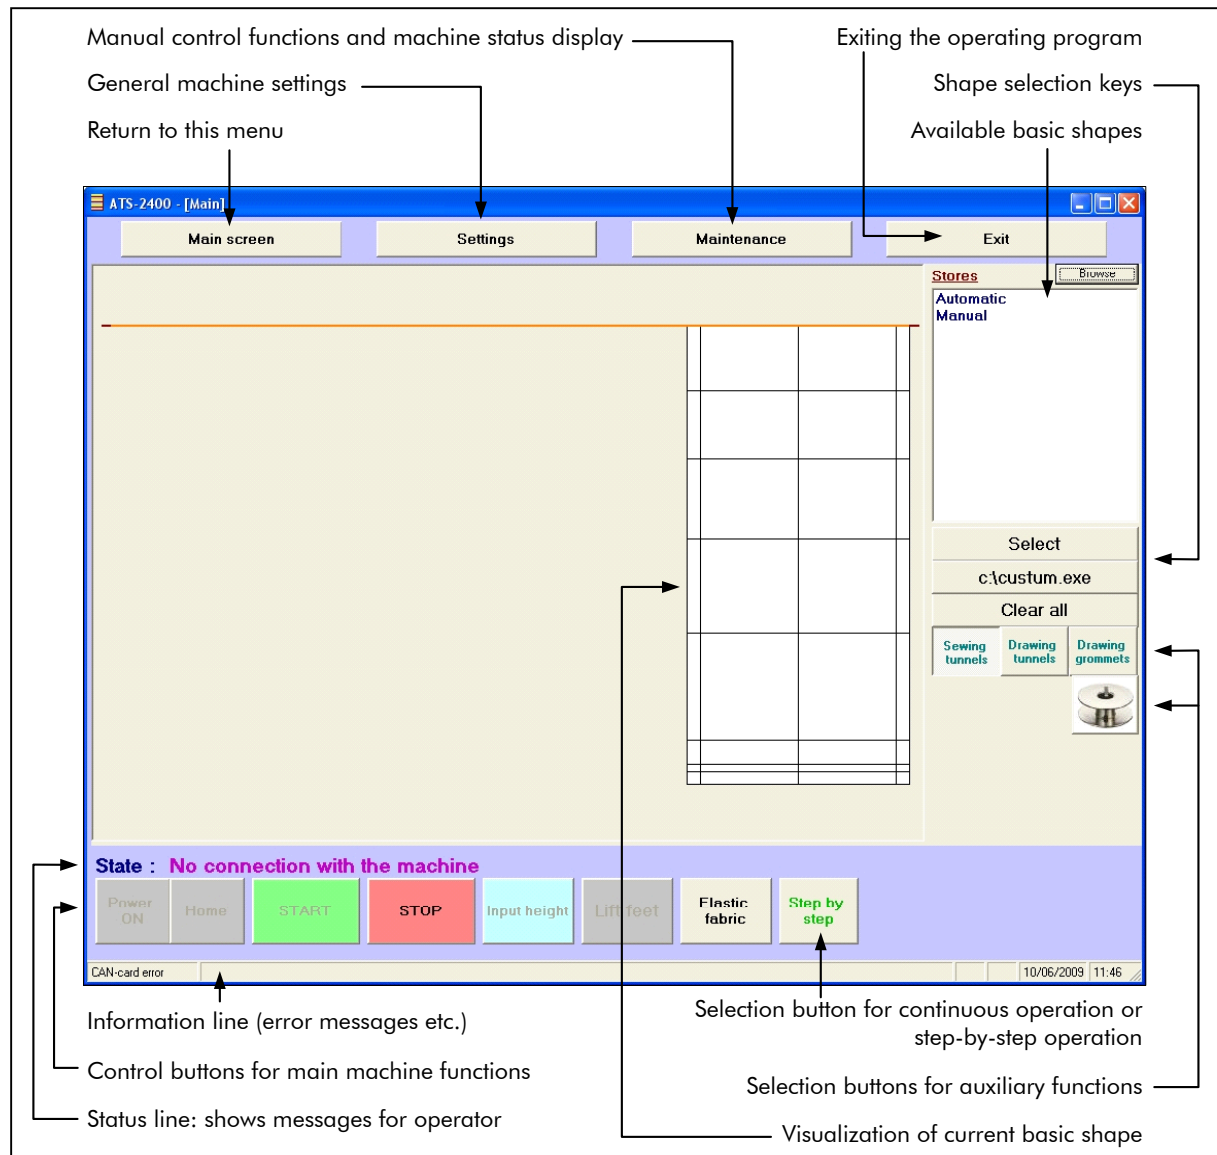 Manual control functions and machine status display
Exiting the operating program
General machine settings
Shape selection keys
Return to this menu
Available basic shapes
ATS-2400 - [Main]
Main screen
Settings
Maintenance
Exit
Stores
Browse
Automatic
Manual
Select
c:\custum.exe
Clear all
Sewing tunnels
Drawing tunnels
Drawing grommets
State : No connection with the machine
Power ON
Home
START
STOP
Input height
Lift feet
Elastic fabric
Step by step
CAN-card error
10/06/2009
11:46
Information line (error messages etc.)
Selection button for continuous operation or
step-by-step operation
Control buttons for main machine functions
Selection buttons for auxiliary functions
Status line: shows messages for operator
Visualization of current basic shape